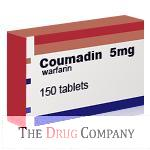 Coumadin 5mg
warfarin
150 tablets
THE DRUG COMPANY